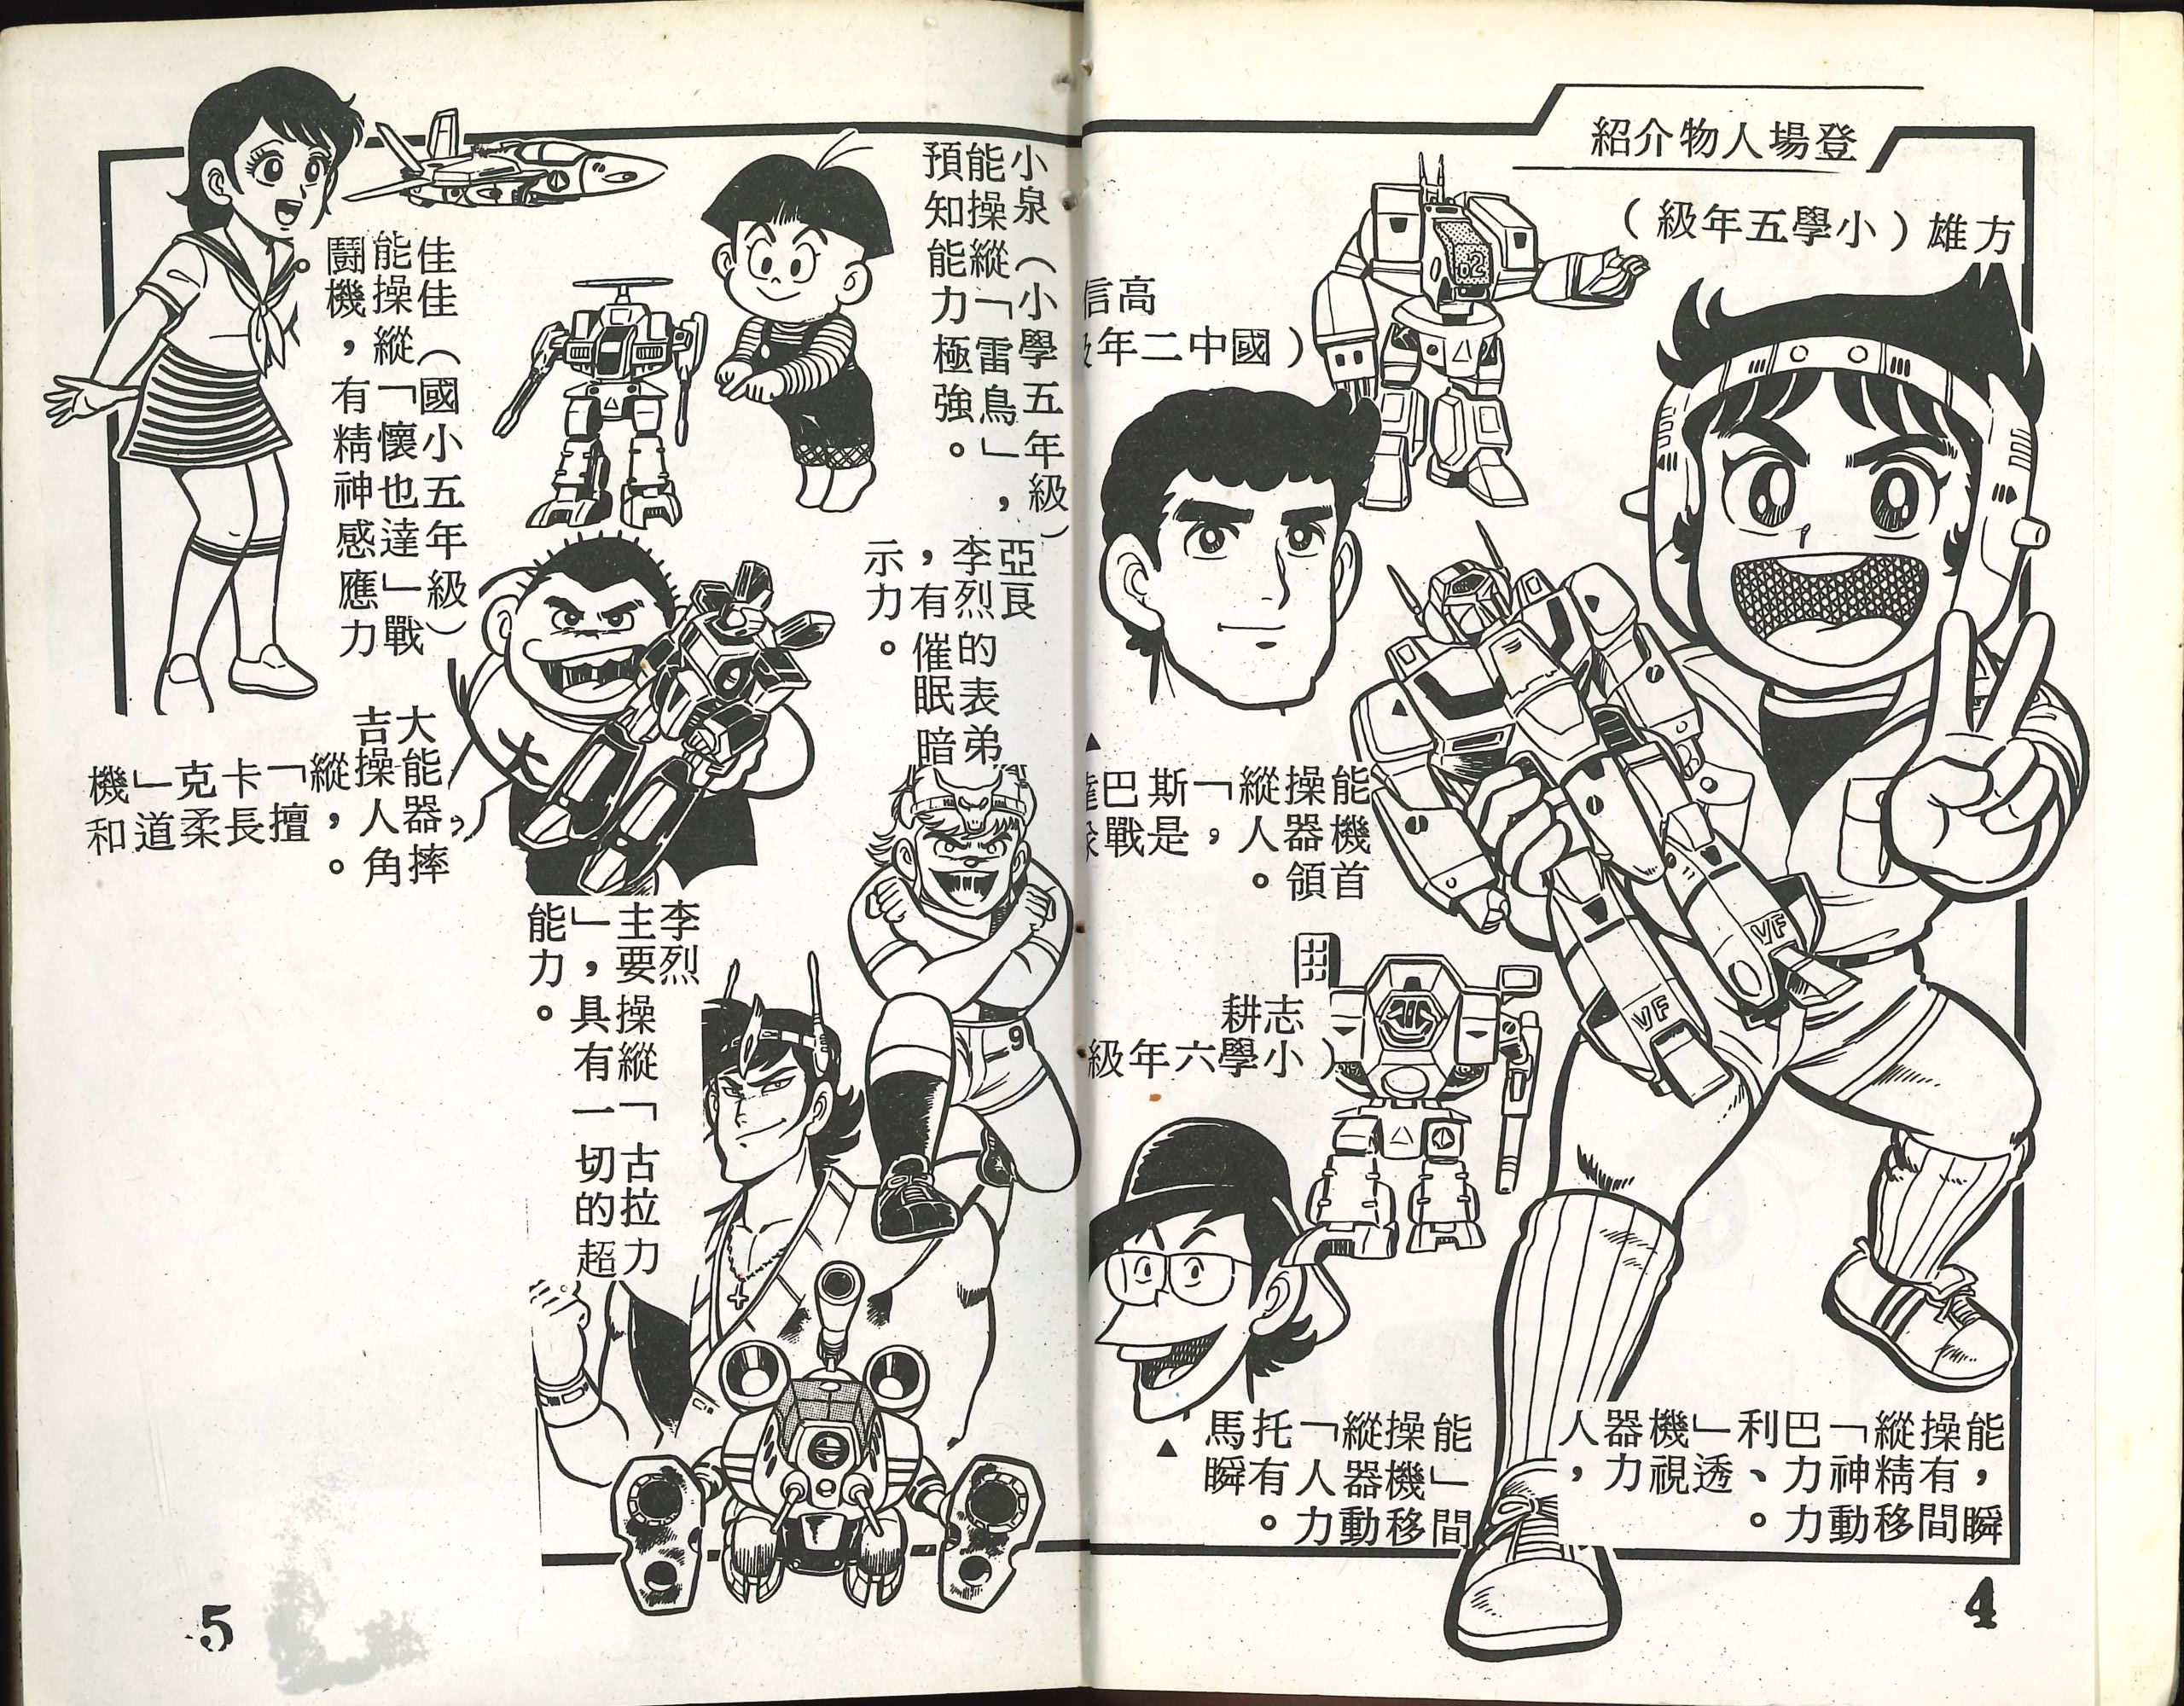 登場人物介紹
方雄（小學五年級）
能操縱「巴利」機器人
，有精神力、透視力，
瞬間移動力。
高信
（國中二年
能操縱「斯巴達
機器人，是戰隊
首領。
志耕
（小學六年級
能操縱「托馬
」機器人有瞬
間移動力。
02
VF
VF
4
小泉（小學五年級）
能操縱「雷鳥」，
預知能力極強。
亞良
李烈的表弟
，有催眠暗
示力。
9
佳佳（國小五年級）
能操縱「懷也達」戰
鬪機，有精神感應力
。
大吉
能操縱「卡克」機
器人，擅長柔道和
摔角。
大
李烈
主要操縱「古拉力
」，具有一切的超
能力。
5